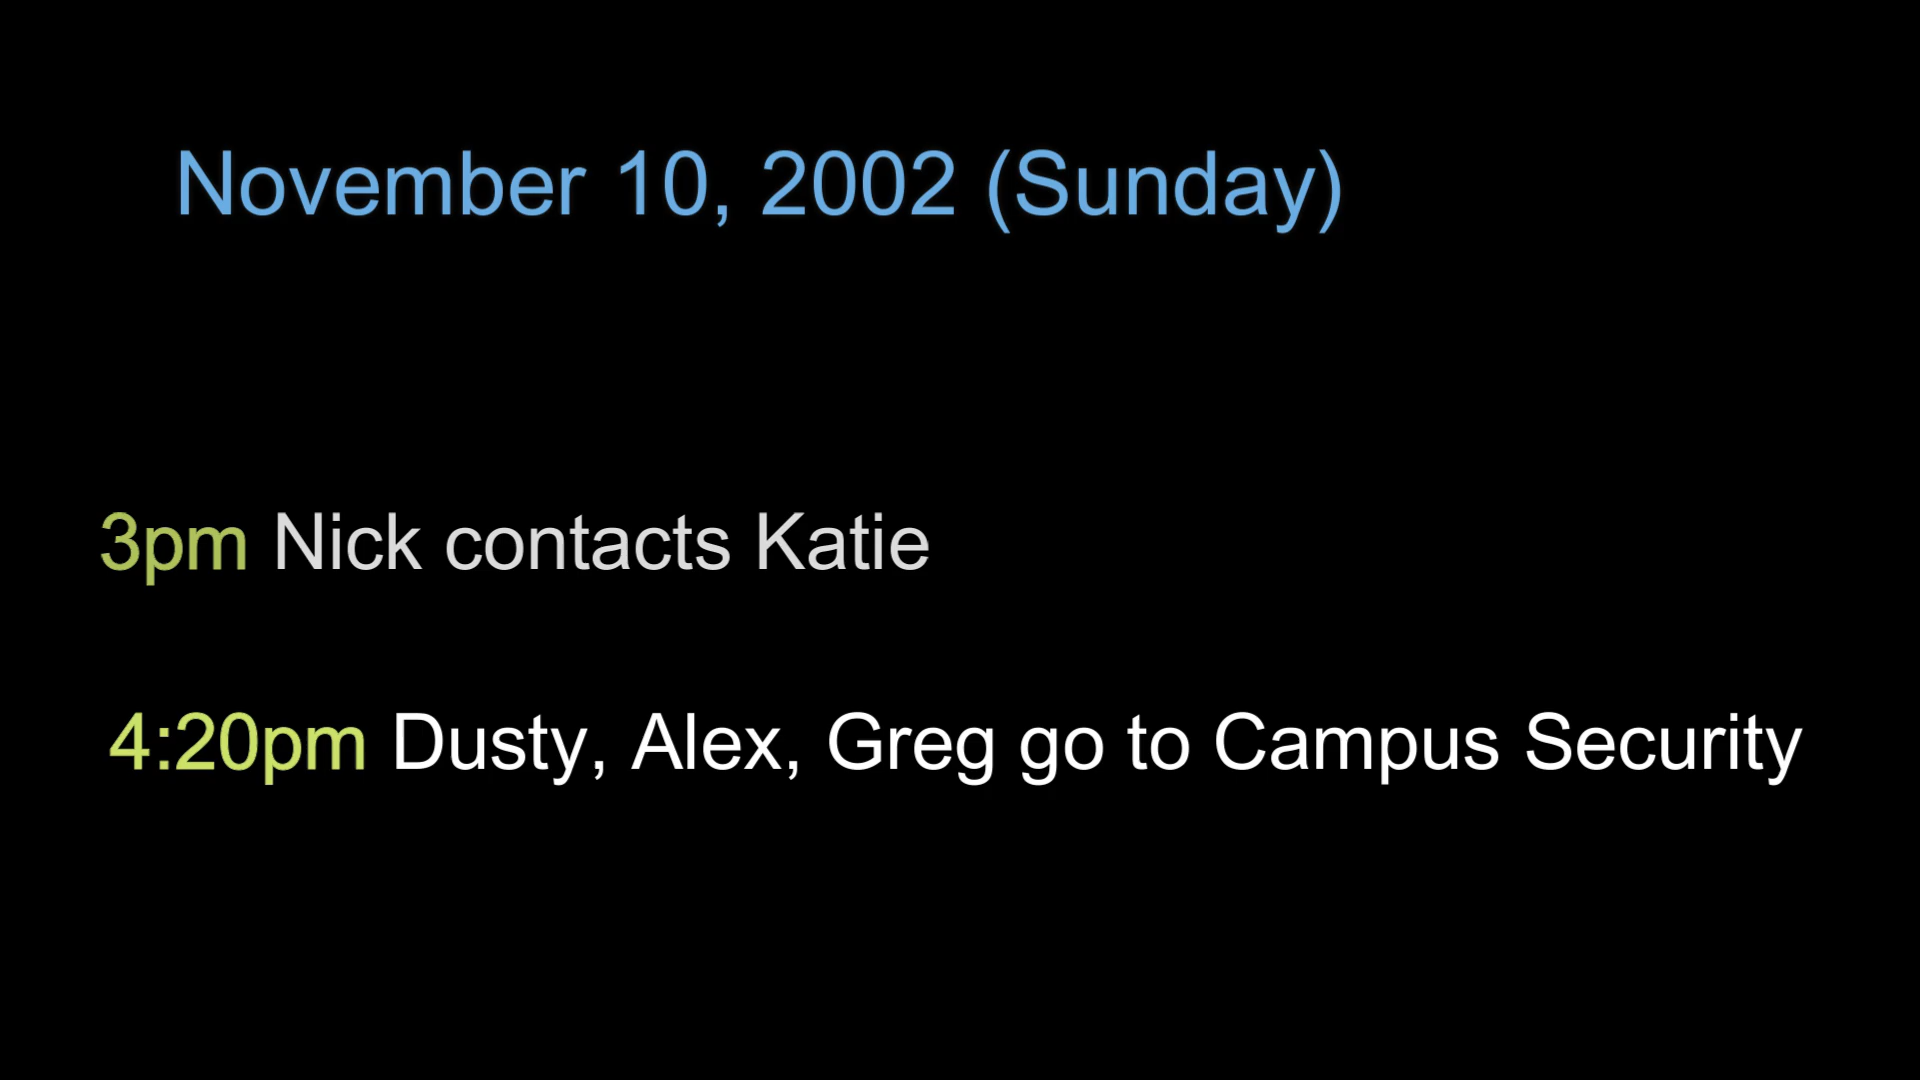 November 10, 2002 (Sunday)
3pm Nick contacts Katie
4:20pm Dusty, Alex, Greg go to Campus Security